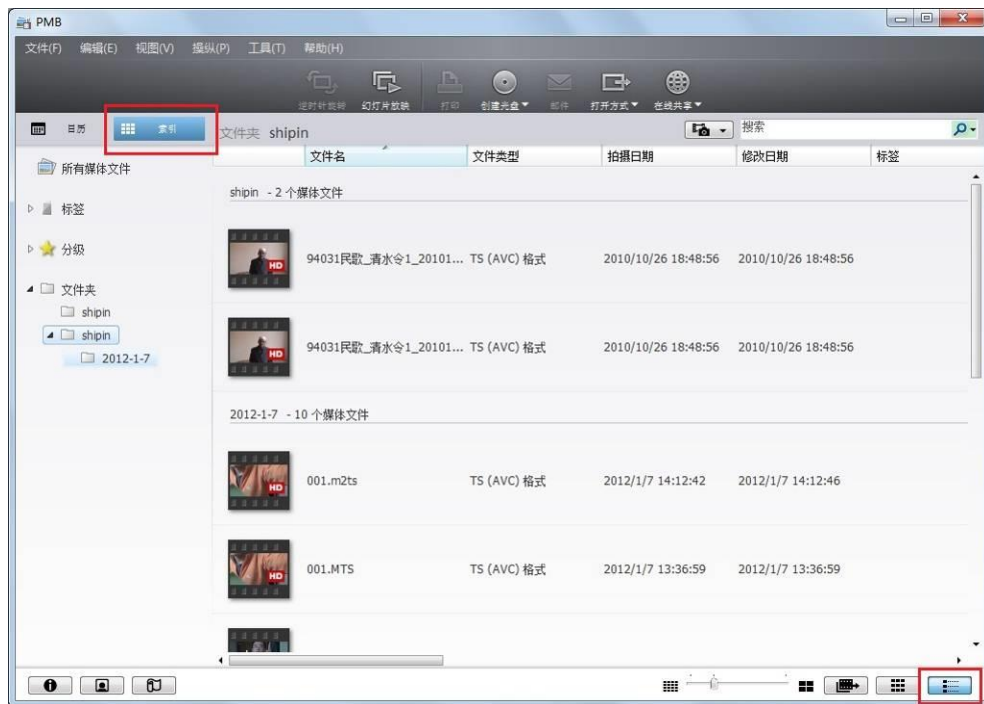 PMB
文件(F) 编辑(E) 视图(V) 操纵(P) 工具(T) 帮助(H)
逆时针旋转 幻灯片放映 打印 创建光盘 邮件 打开方式 在线共享
日历 索引 文件夹 shipin 搜索
文件名 文件类型 拍摄日期 修改日期 标签
所有媒体文件
标签
分级
文件夹
shipin
shipin
2012-1-7
shipin - 2 个媒体文件
HD 94031民歌_清水令1_20101... TS (AVC) 格式 2010/10/26 18:48:56 2010/10/26 18:48:56
HD 94031民歌_清水令1_20101... TS (AVC) 格式 2010/10/26 18:48:56 2010/10/26 18:48:56
2012-1-7 - 10 个媒体文件
HD 001.m2ts TS (AVC) 格式 2012/1/7 14:12:42 2012/1/7 14:12:46
HD 001.MTS TS (AVC) 格式 2012/1/7 13:36:59 2012/1/7 13:36:59